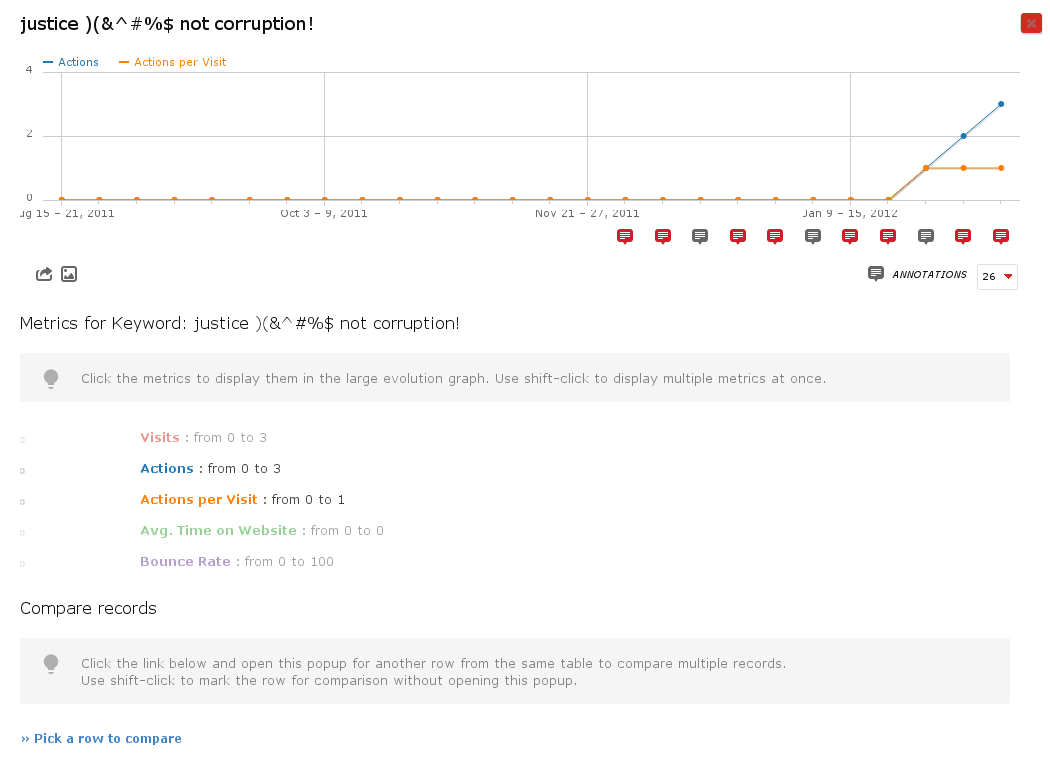 justice )(&^#%$ not corruption!
Actions
Actions per Visit
4
2
0
ug 15 – 21, 2011
Oct 3 – 9, 2011
Nov 21 – 27, 2011
Jan 9 – 15, 2012
ANNOTATIONS
26
Metrics for Keyword: justice )(&^#%$ not corruption!
Click the metrics to display them in the large evolution graph. Use shift-click to display multiple metrics at once.
Visits : from 0 to 3
Actions : from 0 to 3
Actions per Visit : from 0 to 1
Avg. Time on Website : from 0 to 0
Bounce Rate : from 0 to 100
Compare records
Click the link below and open this popup for another row from the same table to compare multiple records.
Use shift-click to mark the row for comparison without opening this popup.
» Pick a row to compare